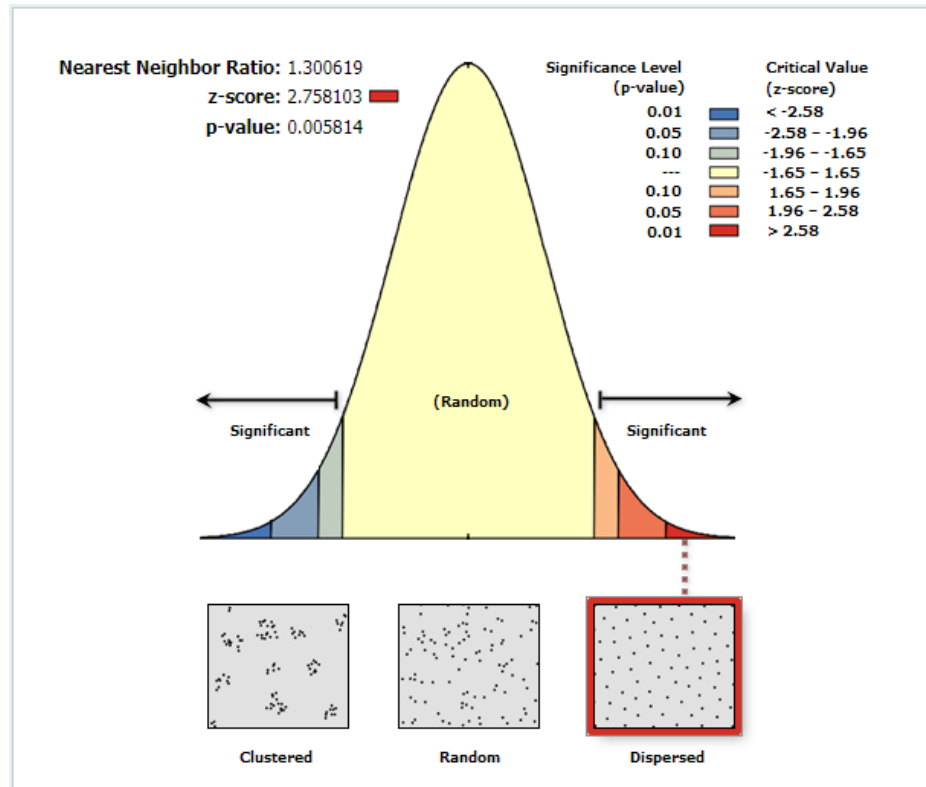 Nearest Neighbor Ratio: 1.300619
z-score: 2.758103
p-value: 0.005814
Significance Level
(p-value)
Critical Value
(z-score)
0.01 < -2.58
0.05 -2.58 – -1.96
0.10 -1.96 – -1.65
--- -1.65 – 1.65
0.10 1.65 – 1.96
0.05 1.96 – 2.58
0.01 > 2.58
(Random)
Significant
Significant
Clustered
Random
Dispersed